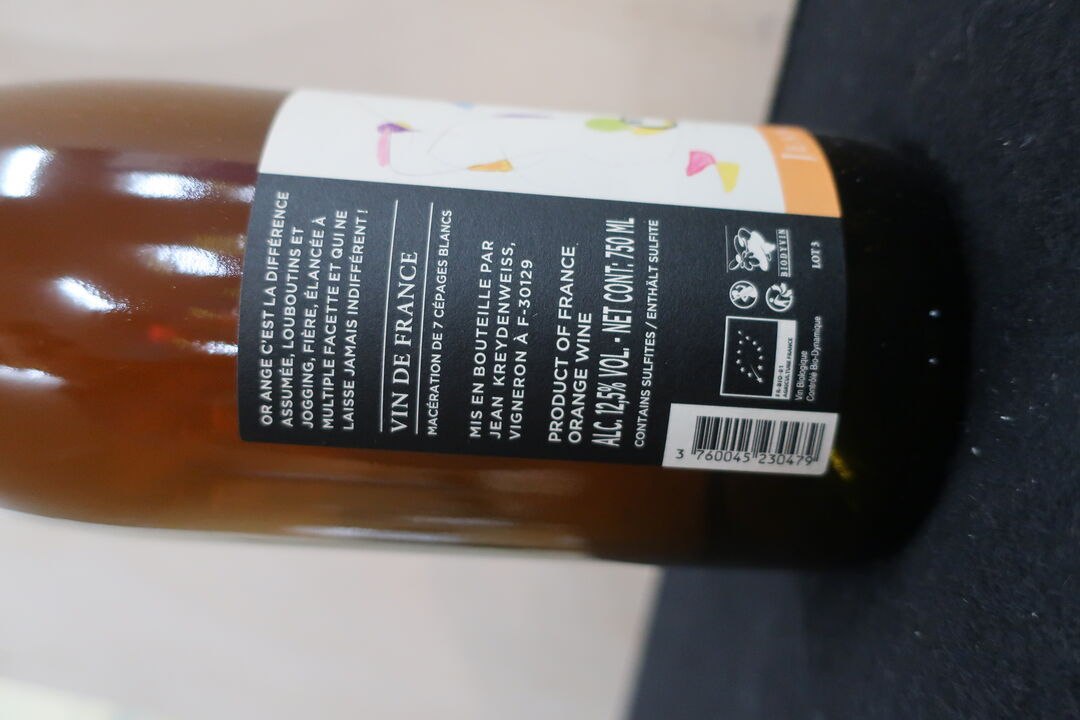 OR ANGE C'EST LA DIFFÉRENCE
ASSUMÉE, LOUBOUTINS ET
JOGGING, FIÈRE, ÉLANCÉE À
MULTIPLE FACETTE ET QUI NE
LAISSE JAMAIS INDIFFÉRENT !
VIN DE FRANCE
MACÉRATION DE 7 CÉPAGES BLANCS
MIS EN BOUTEILLE PAR
JEAN KREYDENWEISS,
VIGNERON À F-30129
PRODUCT OF FRANCE
ORANGE WINE
ALC. 12,5% VOL. - NET CONT: 750 ML
CONTAINS SULFITES / ENTHÄLT SULFITE
BIODYVIN
LOT 3
FR-BIO-01
AGRICULTURE FRANCE
Vin Biologique
Contrôlé Bio-Dynamique
3 760045 230479